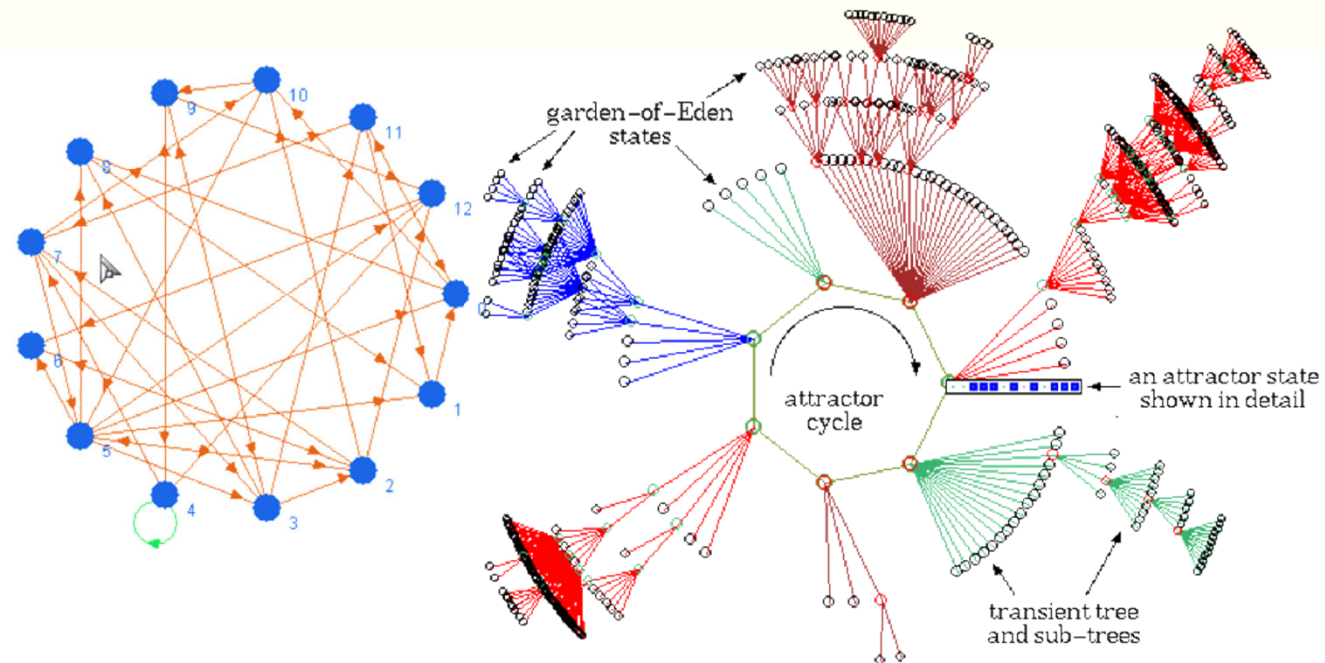 10
9
11
8
12
7
0
6
1
5
2
4
3
garden-of-Eden
states
attractor
cycle
an attractor state
shown in detail
transient tree
and sub-trees